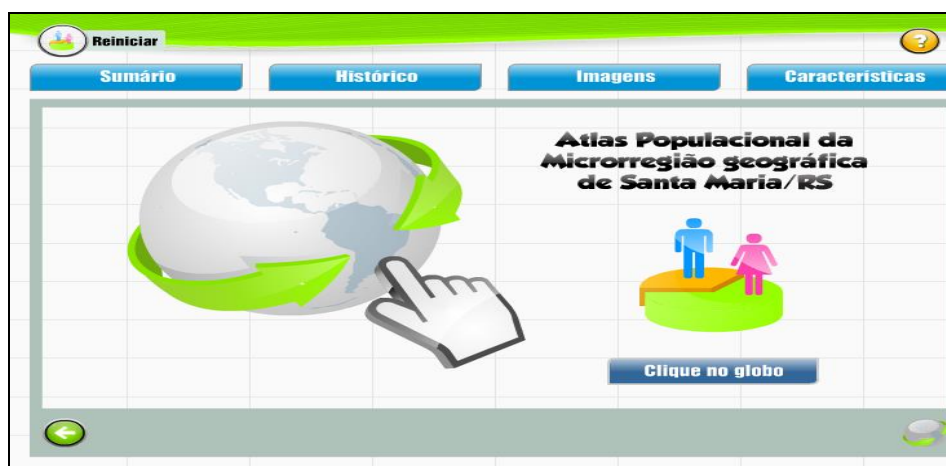 Reiniciar
?
Sumário Histórico Imagens Características
Atlas Populacional da
Microrregião geográfica
de Santa Maria/RS
Clique no globo